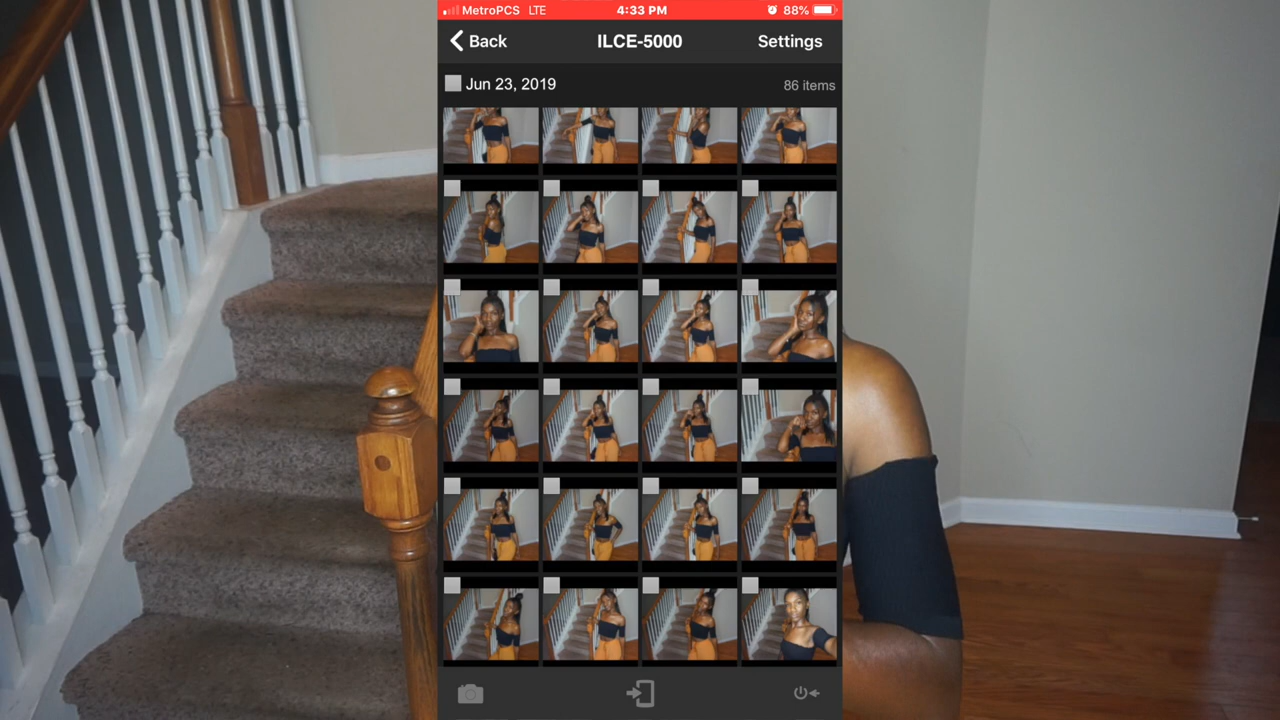 MetroPCS LTE 4:33 PM 88%
Back ILCE-5000 Settings
Jun 23, 2019 86 items